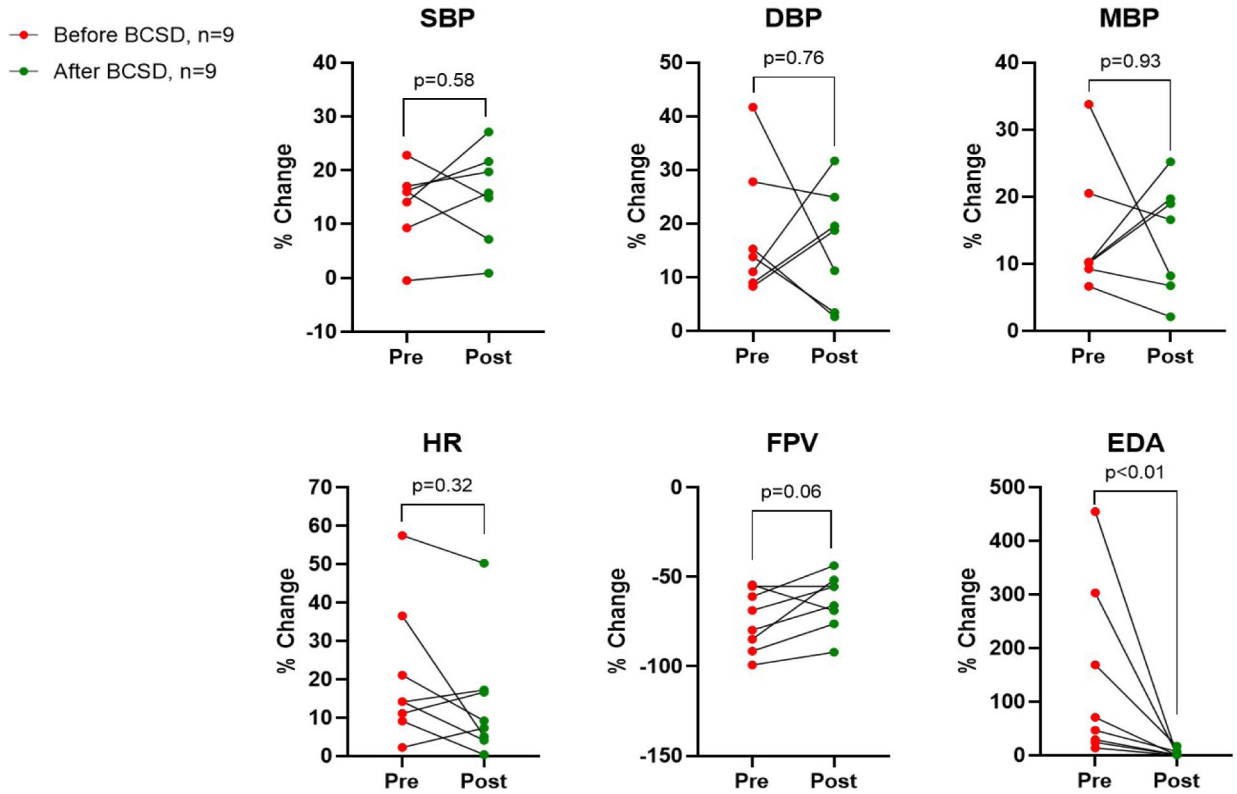 Before BCSD, n=9
After BCSD, n=9
SBP
p=0.58
% Change
40
30
20
10
0
-10
Pre
Post
DBP
p=0.76
% Change
50
40
30
20
10
0
Pre
Post
MBP
p=0.93
% Change
40
30
20
10
0
Pre
Post
HR
p=0.32
% Change
70
60
50
40
30
20
10
0
Pre
Post
FPV
p=0.06
% Change
0
-50
-100
-150
Pre
Post
EDA
p<0.01
% Change
500
400
300
200
100
0
Pre
Post